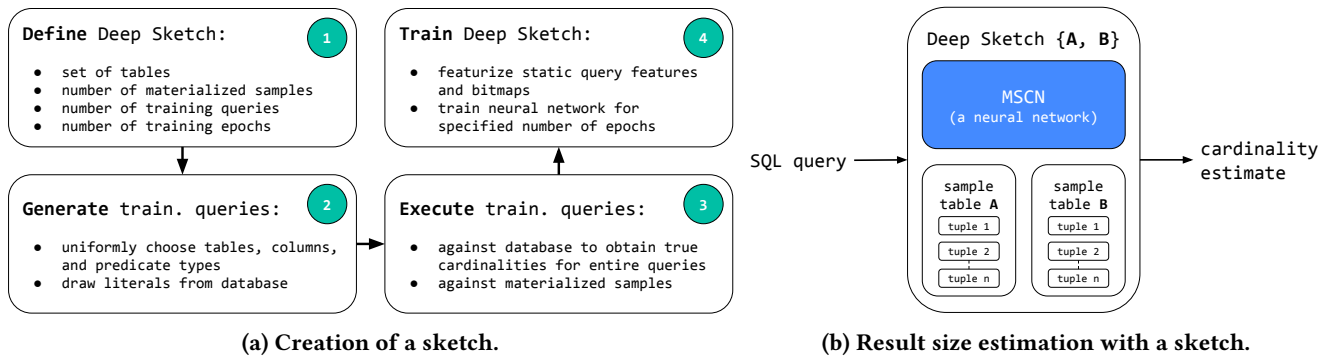 Define Deep Sketch:
1
● set of tables
● number of materialized samples
● number of training queries
● number of training epochs
Train Deep Sketch:
4
● featurize static query features
and bitmaps
● train neural network for
specified number of epochs
Generate train. queries:
2
● uniformly choose tables, columns,
and predicate types
● draw literals from database
Execute train. queries:
3
● against database to obtain true
cardinalities for entire queries
● against materialized samples
(a) Creation of a sketch.
SQL query
Deep Sketch {A, B}
MSCN
(a neural network)
sample
table A
tuple 1
tuple 2
tuple n
sample
table B
tuple 1
tuple 2
tuple n
cardinality
estimate
(b) Result size estimation with a sketch.